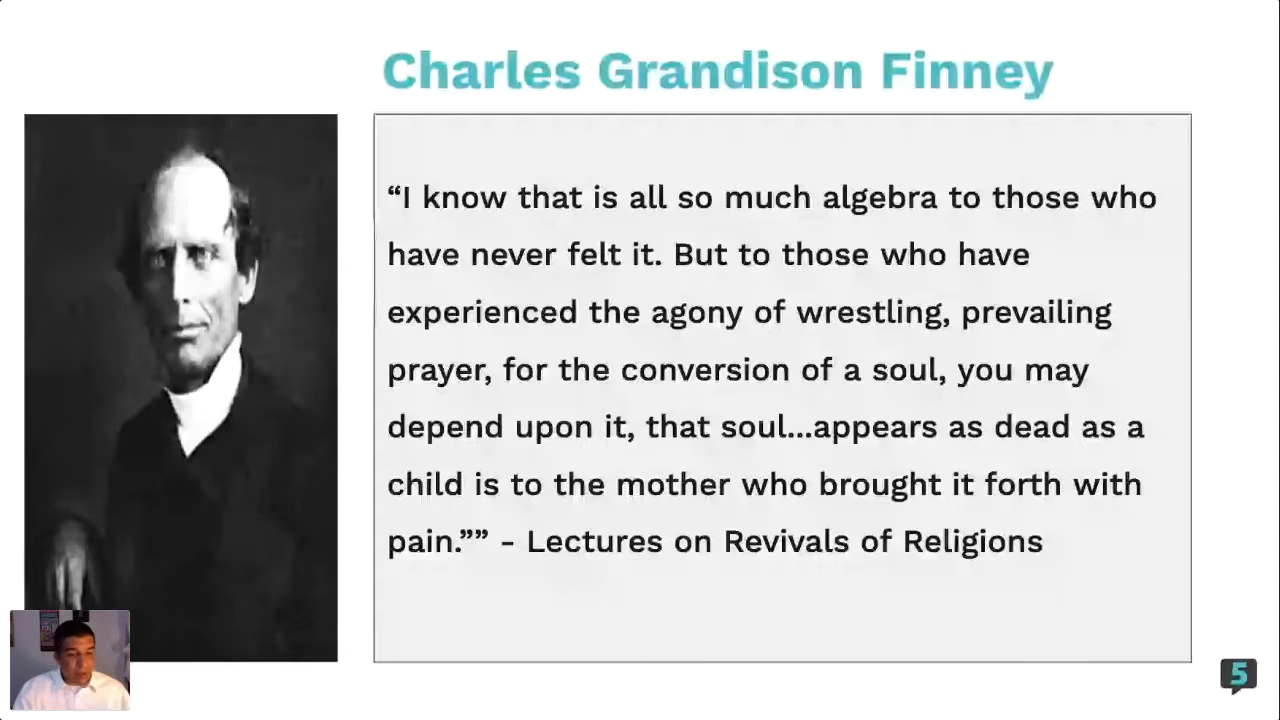 Charles Grandison Finney
“I know that is all so much algebra to those who
have never felt it. But to those who have
experienced the agony of wrestling, prevailing
prayer, for the conversion of a soul, you may
depend upon it, that soul...appears as dead as a
child is to the mother who brought it forth with
pain.”” - Lectures on Revivals of Religions
5